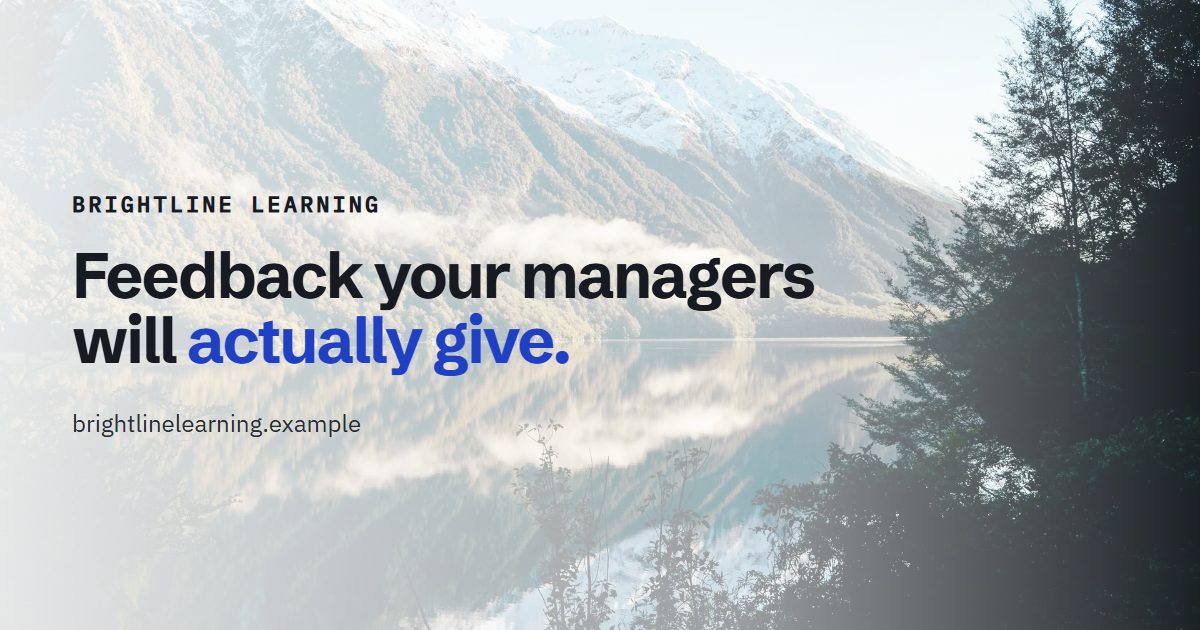 BRIGHTLINE LEARNING
Feedback your managers
will actually give.
brightlinelearning.example